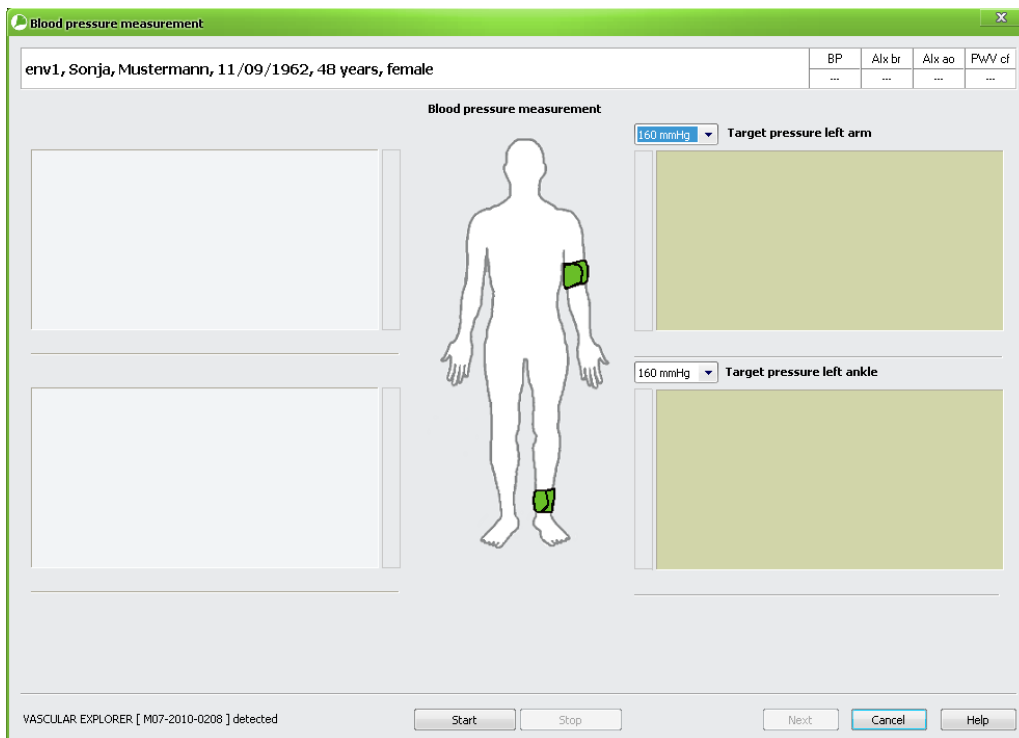 Blood pressure measurement
X
env1, Sonja, Mustermann, 11/09/1962, 48 years, female
BP AIx br AIx ao PWV cf
--- --- --- ---
Blood pressure measurement
160 mmHg Target pressure left arm
160 mmHg Target pressure left ankle
VASCULAR EXPLORER [ M07-2010-0208 ] detected
Start Stop Next Cancel Help